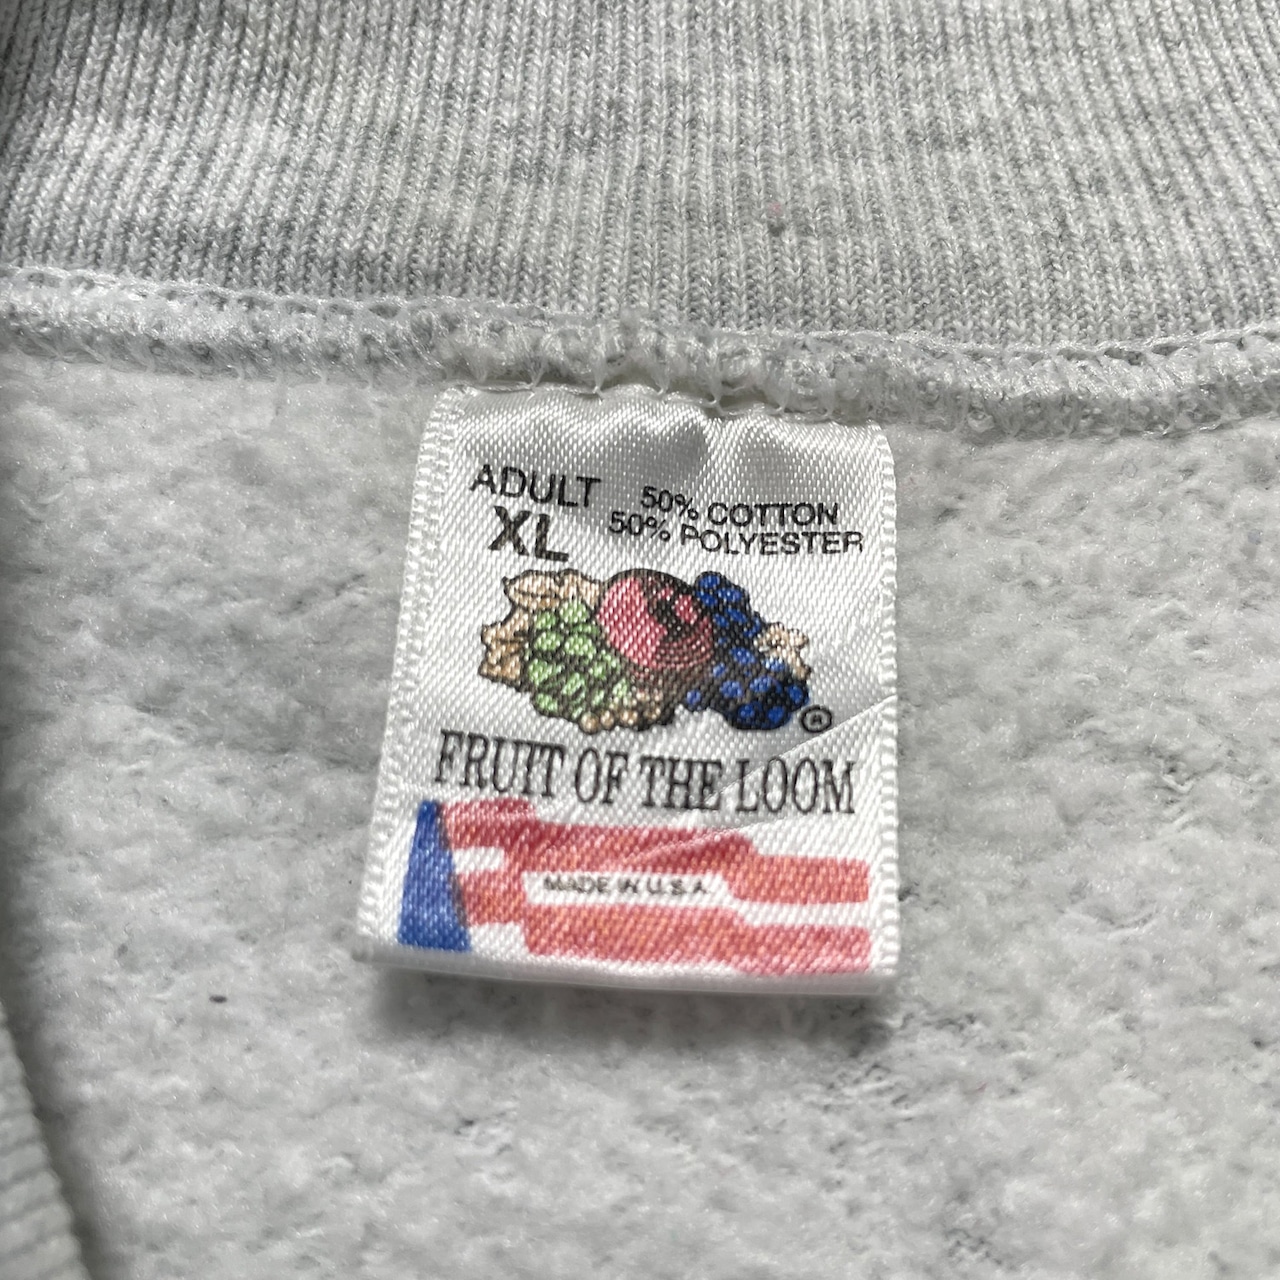 ADULT
XL
50% COTTON
50% POLYESTER
®
FRUIT OF THE LOOM
MADE IN U.S.A.